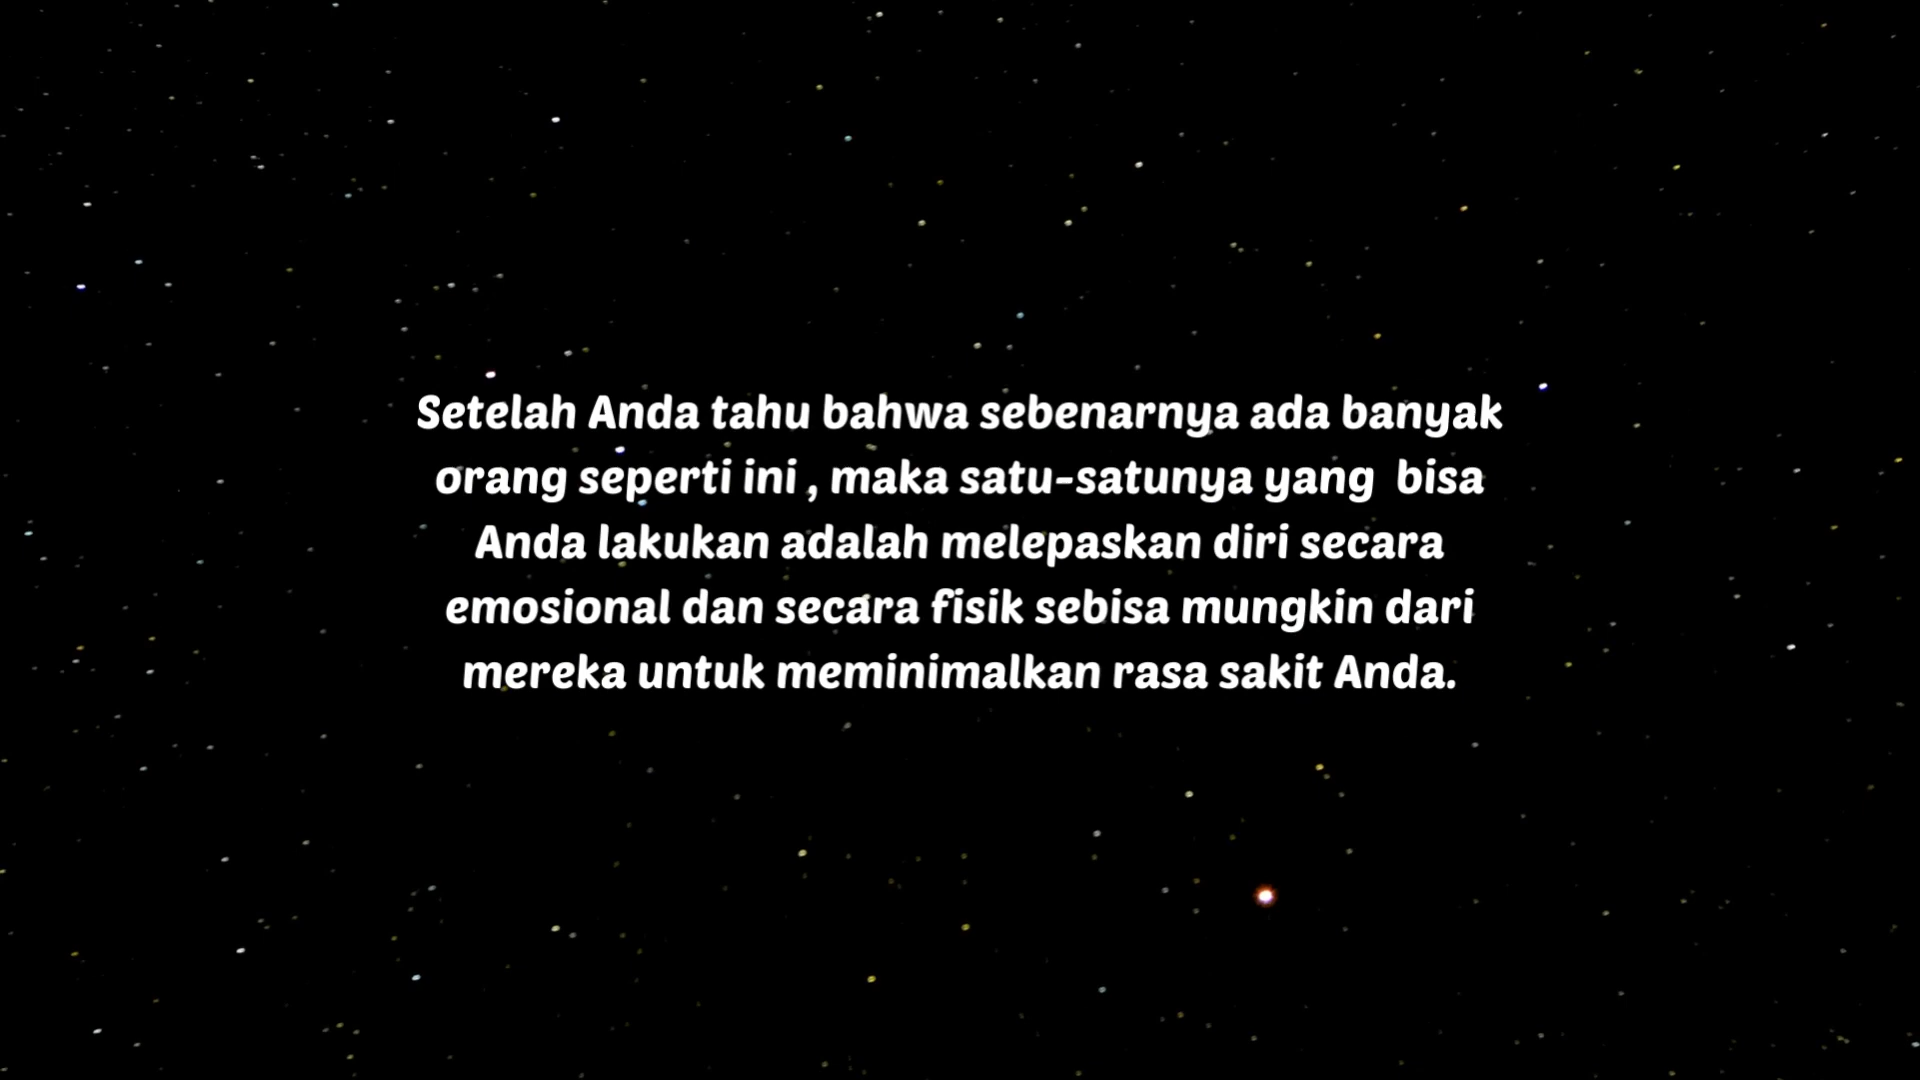 Setelah Anda tahu bahwa sebenarnya ada banyak
orang seperti ini , maka satu-satunya yang  bisa
Anda lakukan adalah melepaskan diri secara
emosional dan secara fisik sebisa mungkin dari
mereka untuk meminimalkan rasa sakit Anda.